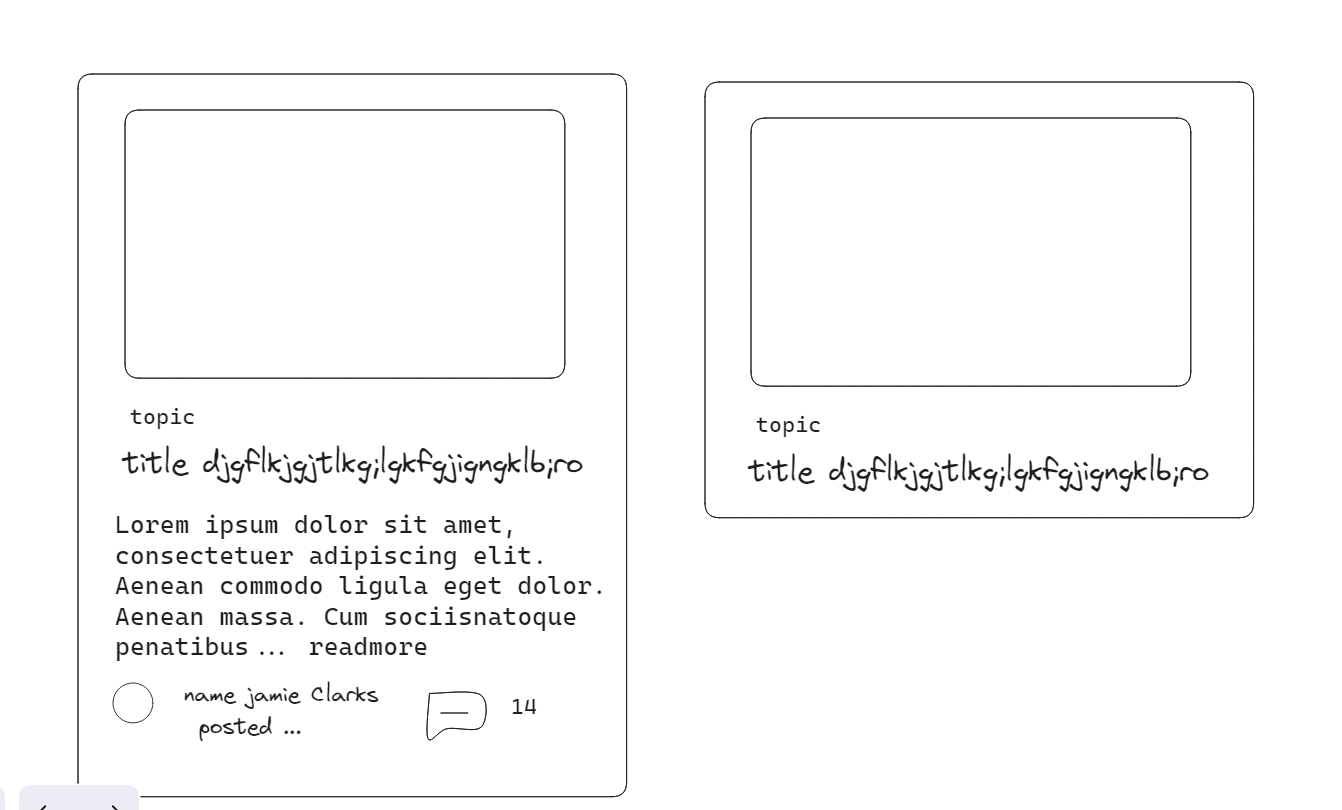 topic
title djgflkjgjtlkg;lgkfgjigngklb;ro
Lorem ipsum dolor sit amet,
consectetuer adipiscing elit.
Aenean commodo ligula eget dolor.
Aenean massa. Cum sociisnatoque
penatibus ... readmore
name jamie Clarks
posted ...
14
topic
title djgflkjgjtlkg;lgkfgjigngklb;ro